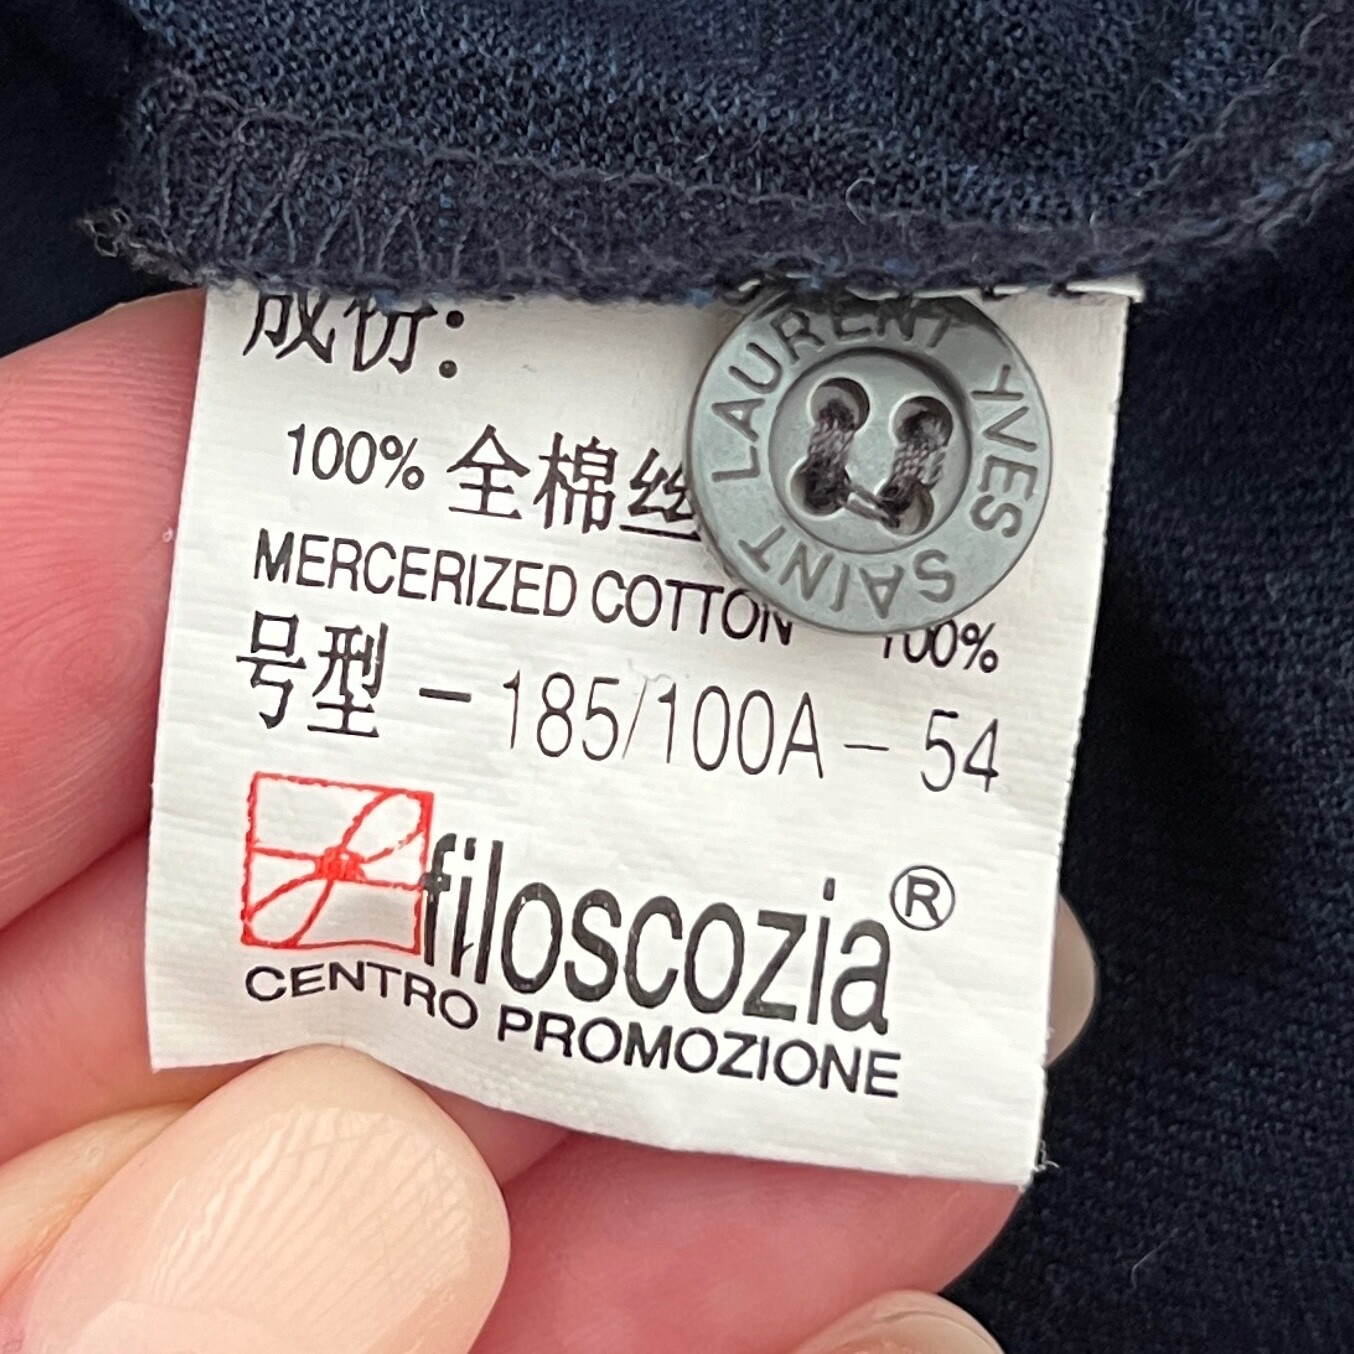 成份:
100% 全棉丝
MERCERIZED COTTON 100%
号型 - 185/100A - 54
filoscozia®
CENTRO PROMOZIONE
YVES SAINT LAURENT